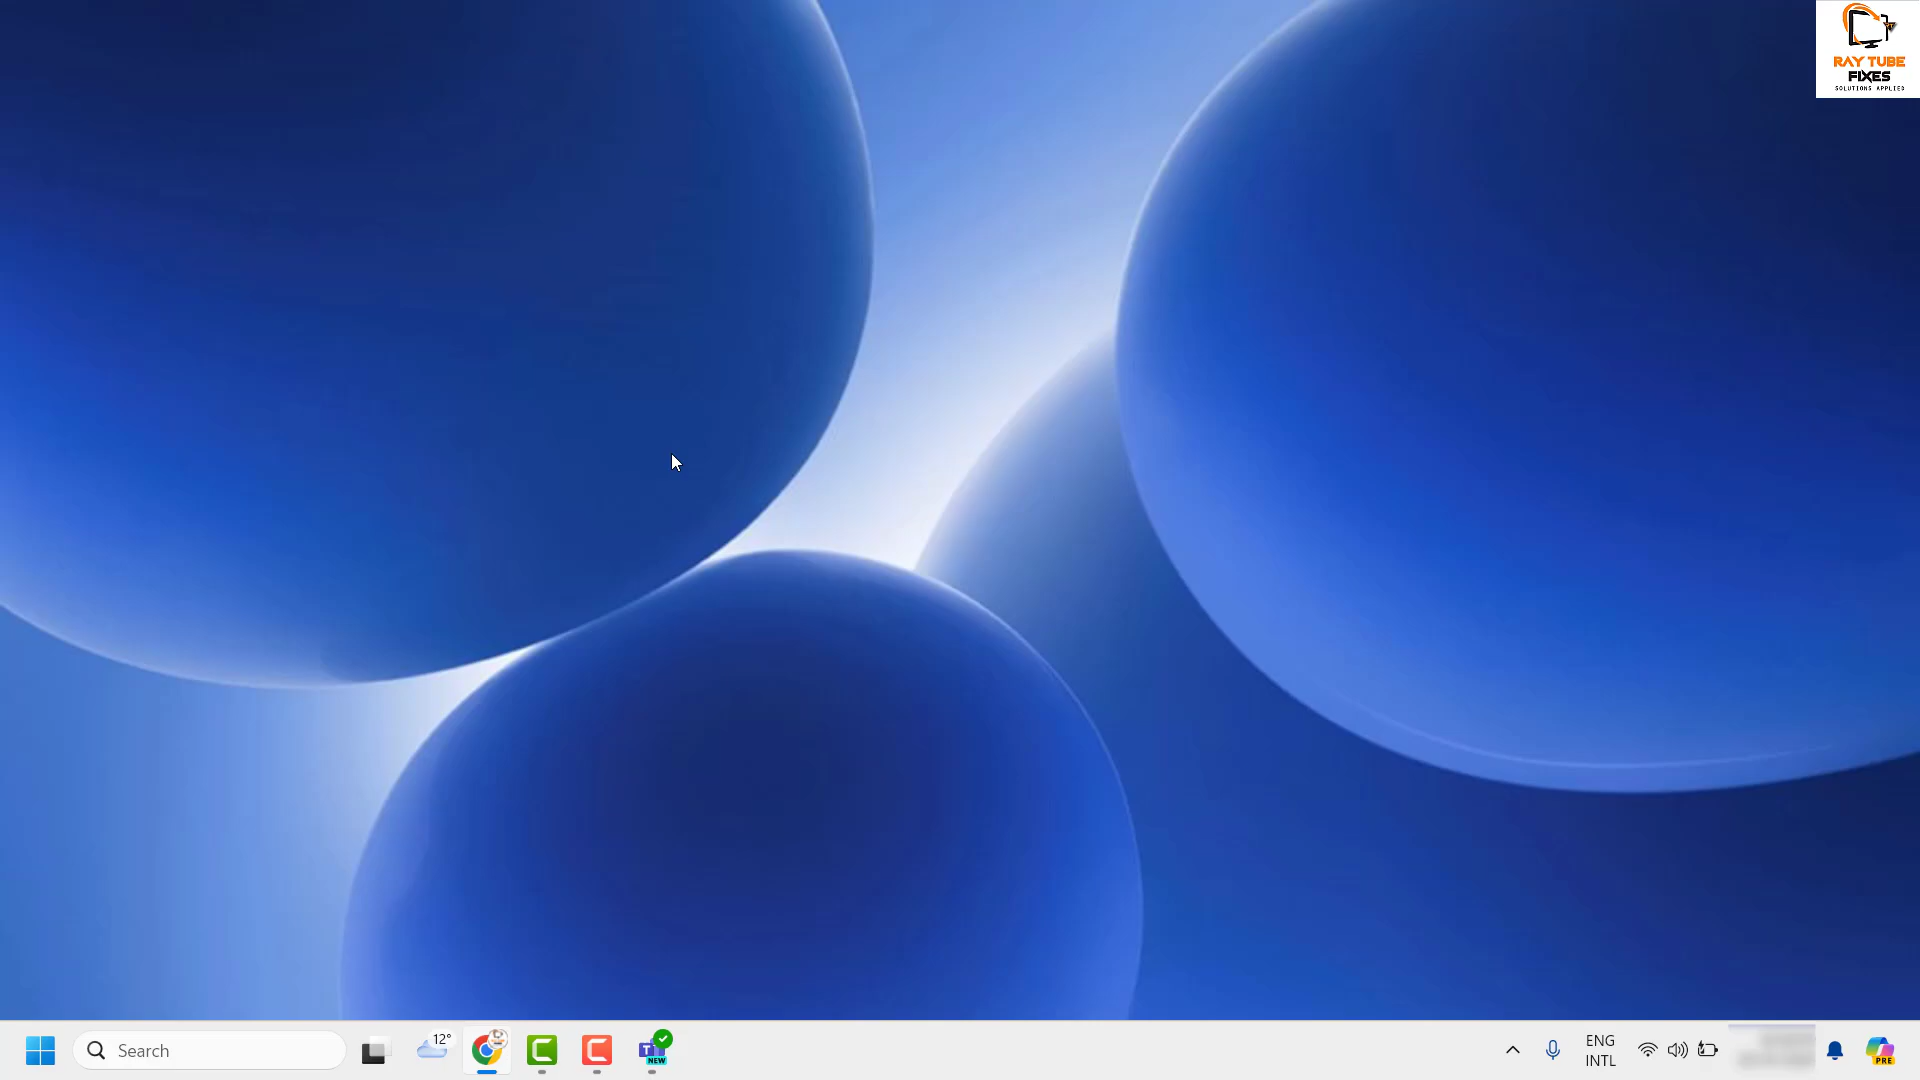 RAY TUBE
FIXES
SOLUTIONS APPLIED
Search
12°
NEW
ENG
INTL
PRE